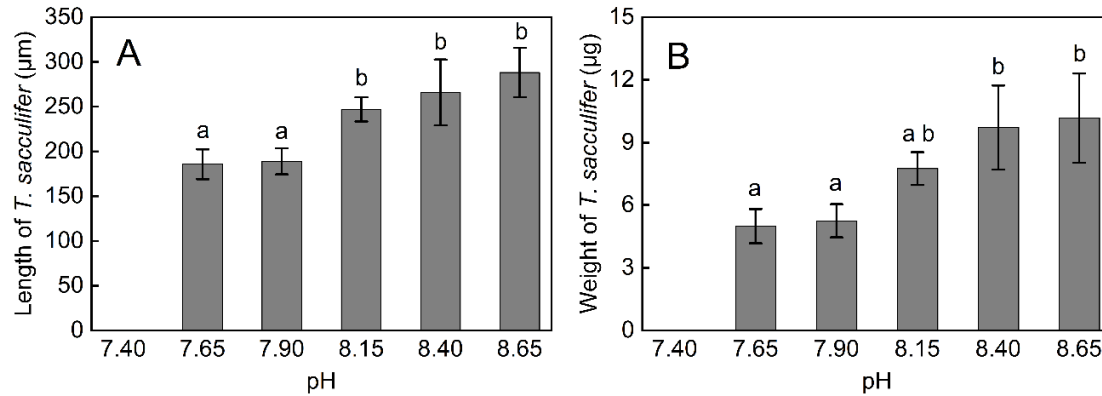 A
Length of T. sacculifer (μm)
350
300
250
200
150
100
50
0
a
a
b
b
b
7.40 7.65 7.90 8.15 8.40 8.65
pH
B
Weight of T. sacculifer (μg)
15
12
9
6
3
0
a
a
a b
b
b
7.40 7.65 7.90 8.15 8.40 8.65
pH